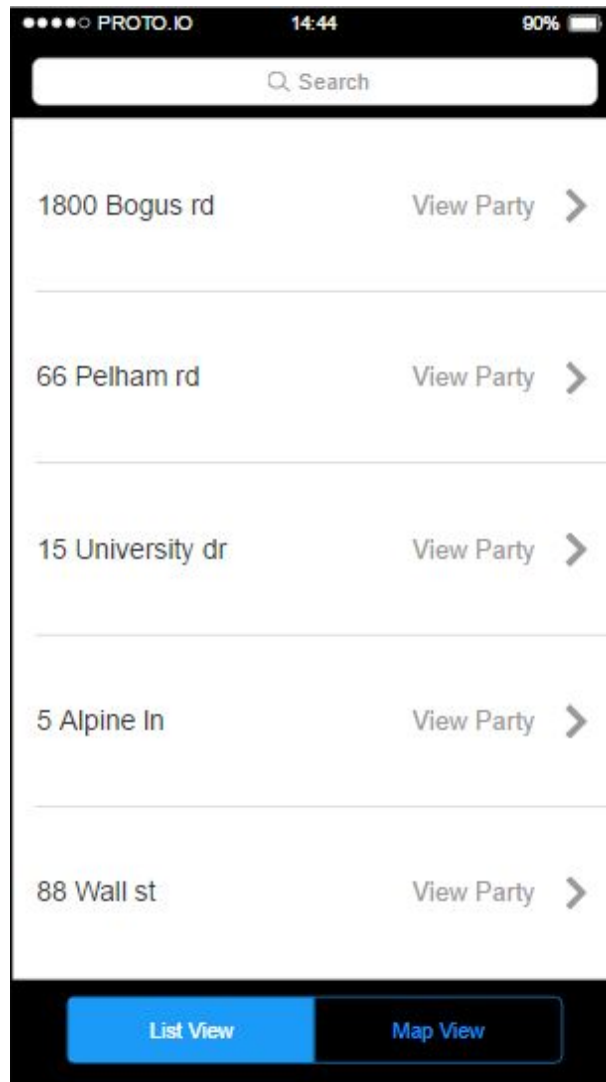 PROTO.IO 14:44 90%
Search
1800 Bogus rd View Party
66 Pelham rd View Party
15 University dr View Party
5 Alpine ln View Party
88 Wall st View Party
List View Map View